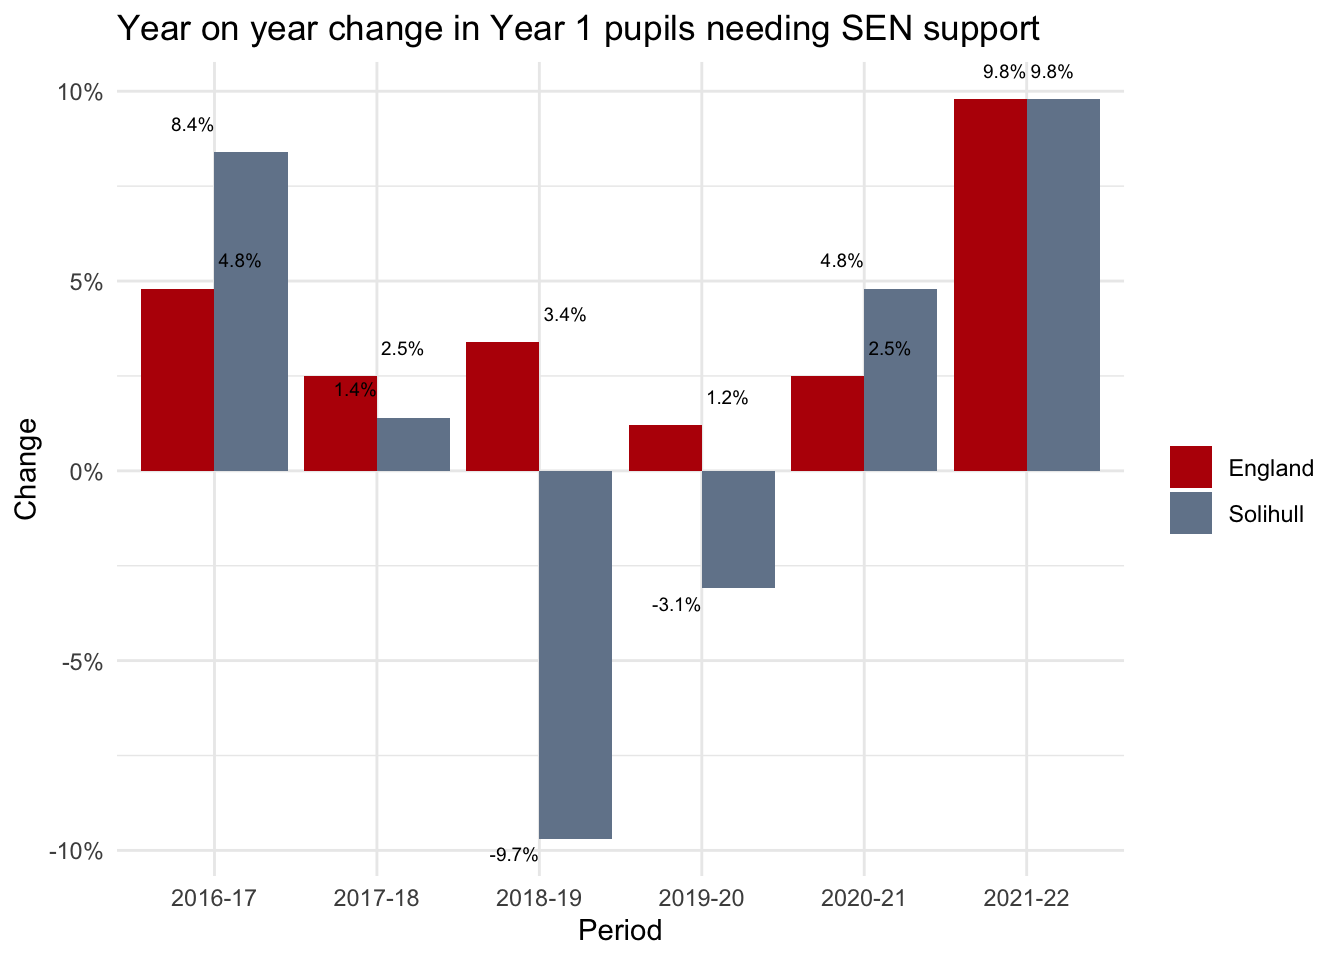 Year on year change in Year 1 pupils needing SEN support
9.8% 9.8%
10%
8.4%
4.8%
4.8%
5%
3.4%
2.5%
2.5%
1.4%
1.2%
Change
0%
England
Solihull
-3.1%
-5%
-9.7%
-10%
2016-17 2017-18 2018-19 2019-20 2020-21 2021-22
Period